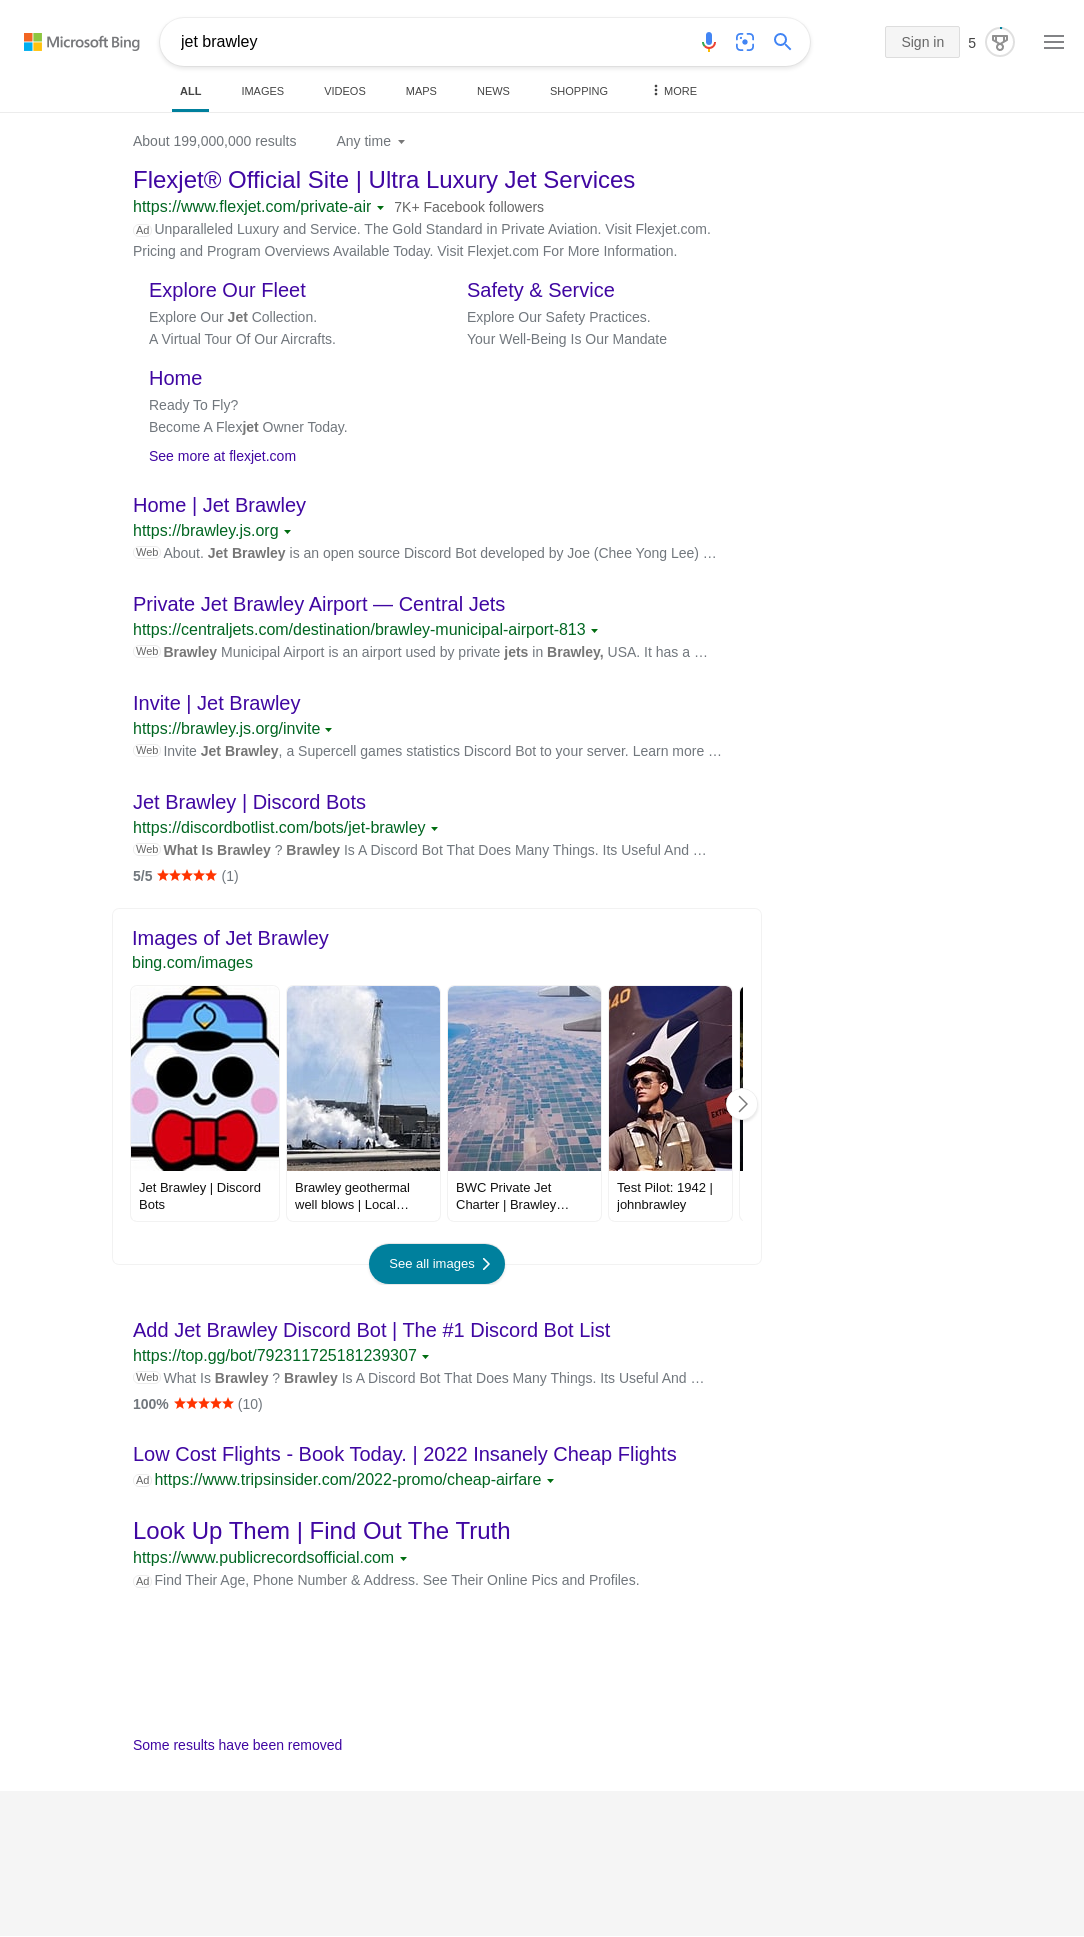 Microsoft Bing
jet brawley
Sign in
5
ALL
IMAGES
VIDEOS
MAPS
NEWS
SHOPPING
MORE
About 199,000,000 results
Any time
Flexjet® Official Site | Ultra Luxury Jet Services
https://www.flexjet.com/private-air 7K+ Facebook followers
Ad Unparalleled Luxury and Service. The Gold Standard in Private Aviation. Visit Flexjet.com.
Pricing and Program Overviews Available Today. Visit Flexjet.com For More Information.
Explore Our Fleet
Explore Our Jet Collection.
A Virtual Tour Of Our Aircrafts.
Safety & Service
Explore Our Safety Practices.
Your Well-Being Is Our Mandate
Home
Ready To Fly?
Become A Flexjet Owner Today.
See more at flexjet.com
Home | Jet Brawley
https://brawley.js.org
Web About. Jet Brawley is an open source Discord Bot developed by Joe (Chee Yong Lee) …
Private Jet Brawley Airport — Central Jets
https://centraljets.com/destination/brawley-municipal-airport-813
Web Brawley Municipal Airport is an airport used by private jets in Brawley, USA. It has a …
Invite | Jet Brawley
https://brawley.js.org/invite
Web Invite Jet Brawley, a Supercell games statistics Discord Bot to your server. Learn more …
Jet Brawley | Discord Bots
https://discordbotlist.com/bots/jet-brawley
Web What Is Brawley ? Brawley Is A Discord Bot That Does Many Things. Its Useful And …
5/5 (1)
Images of Jet Brawley
bing.com/images
40
EXTIN
Jet Brawley | Discord
Bots
Brawley geothermal
well blows | Local…
BWC Private Jet
Charter | Brawley…
Test Pilot: 1942 |
johnbrawley
See all images
Add Jet Brawley Discord Bot | The #1 Discord Bot List
https://top.gg/bot/792311725181239307
Web What Is Brawley ? Brawley Is A Discord Bot That Does Many Things. Its Useful And …
100% (10)
Low Cost Flights - Book Today. | 2022 Insanely Cheap Flights
Ad https://www.tripsinsider.com/2022-promo/cheap-airfare
Look Up Them | Find Out The Truth
https://www.publicrecordsofficial.com
Ad Find Their Age, Phone Number & Address. See Their Online Pics and Profiles.
Some results have been removed